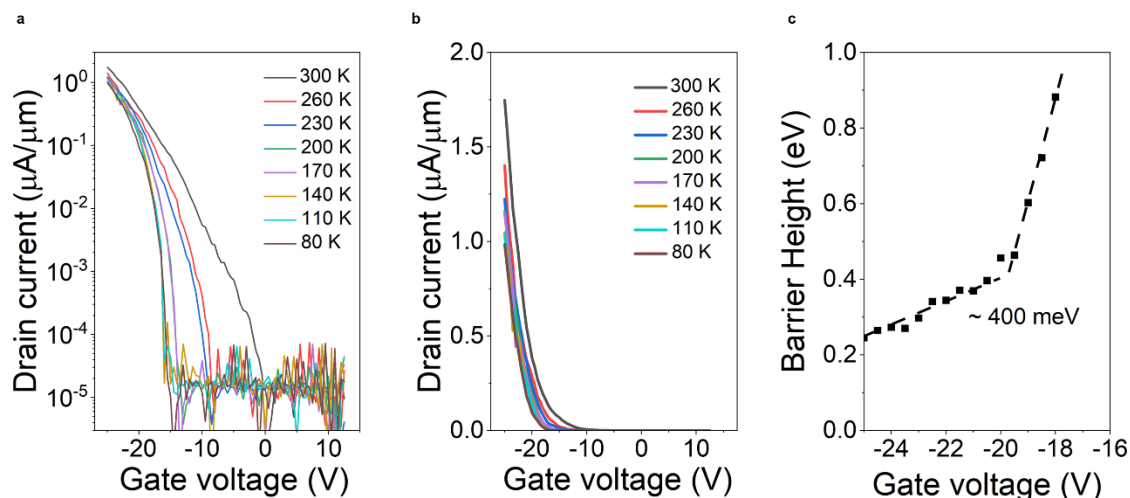 a
10⁰
10⁻¹
10⁻²
10⁻³
10⁻⁴
10⁻⁵
-20
-10
0
10
Drain current (μA/μm)
Gate voltage (V)
300 K
260 K
230 K
200 K
170 K
140 K
110 K
80 K
b
2.0
1.5
1.0
0.5
0.0
-20
-10
0
10
Drain current (μA/μm)
Gate voltage (V)
300 K
260 K
230 K
200 K
170 K
140 K
110 K
80 K
c
1.0
0.8
0.6
0.4
0.2
0.0
-24
-22
-20
-18
-16
Barrier Height (eV)
Gate voltage (V)
~ 400 meV